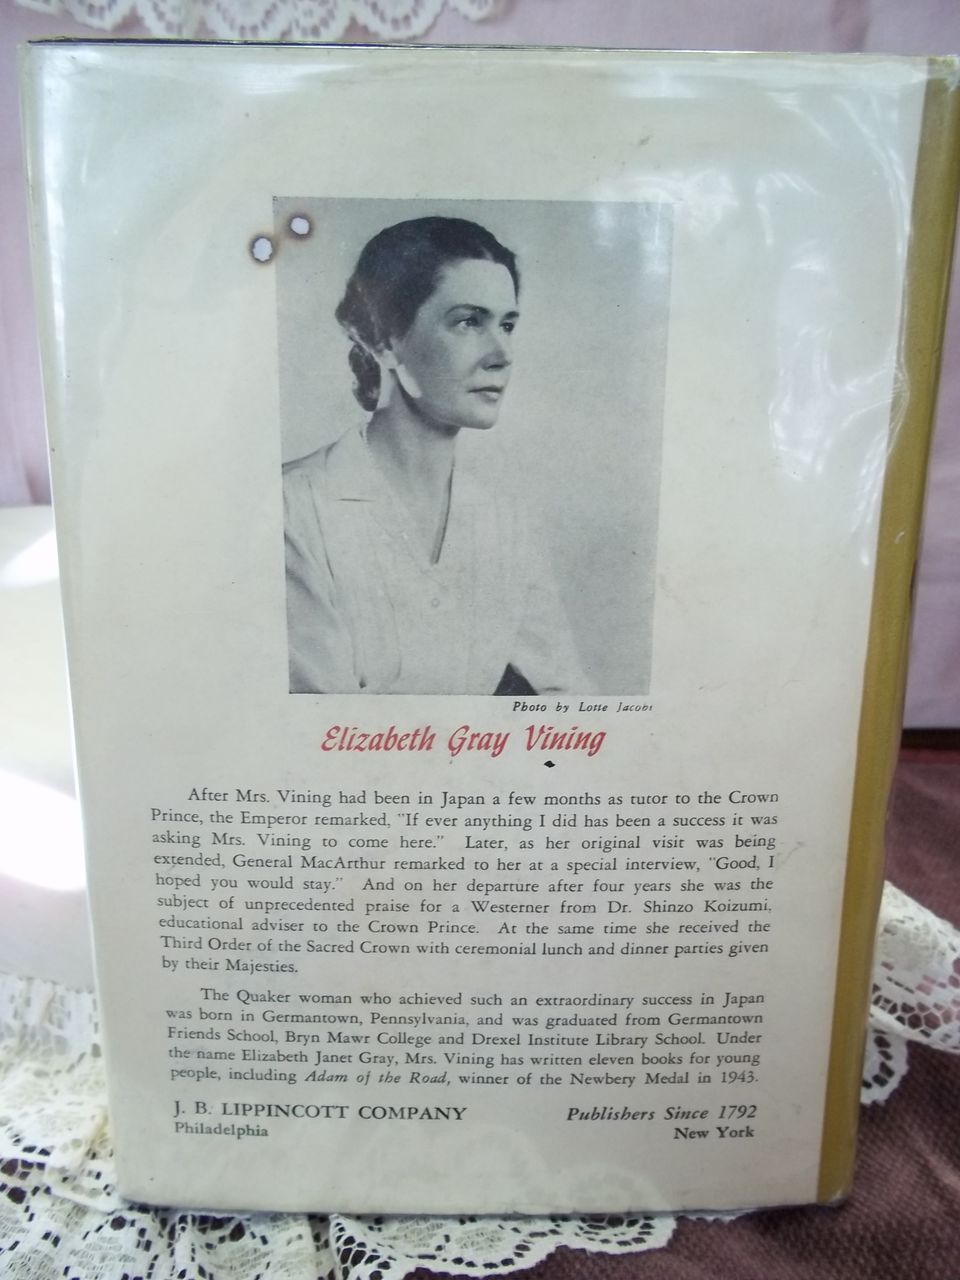 Photo by Lotte Jacobi
Elizabeth Gray Vining
After Mrs. Vining had been in Japan a few months as tutor to the Crown
Prince, the Emperor remarked, "If ever anything I did has been a success it was
asking Mrs. Vining to come here." Later, as her original visit was being
extended, General MacArthur remarked to her at a special interview, "Good, I
hoped you would stay." And on her departure after four years she was the
subject of unprecedented praise for a Westerner from Dr. Shinzo Koizumi,
educational adviser to the Crown Prince. At the same time she received the
Third Order of the Sacred Crown with ceremonial lunch and dinner parties given
by their Majesties.
The Quaker woman who achieved such an extraordinary success in Japan
was born in Germantown, Pennsylvania, and was graduated from Germantown
Friends School, Bryn Mawr College and Drexel Institute Library School. Under
the name Elizabeth Janet Gray, Mrs. Vining has written eleven books for young
people, including Adam of the Road, winner of the Newbery Medal in 1943.
J. B. LIPPINCOTT COMPANY Publishers Since 1792
Philadelphia New York